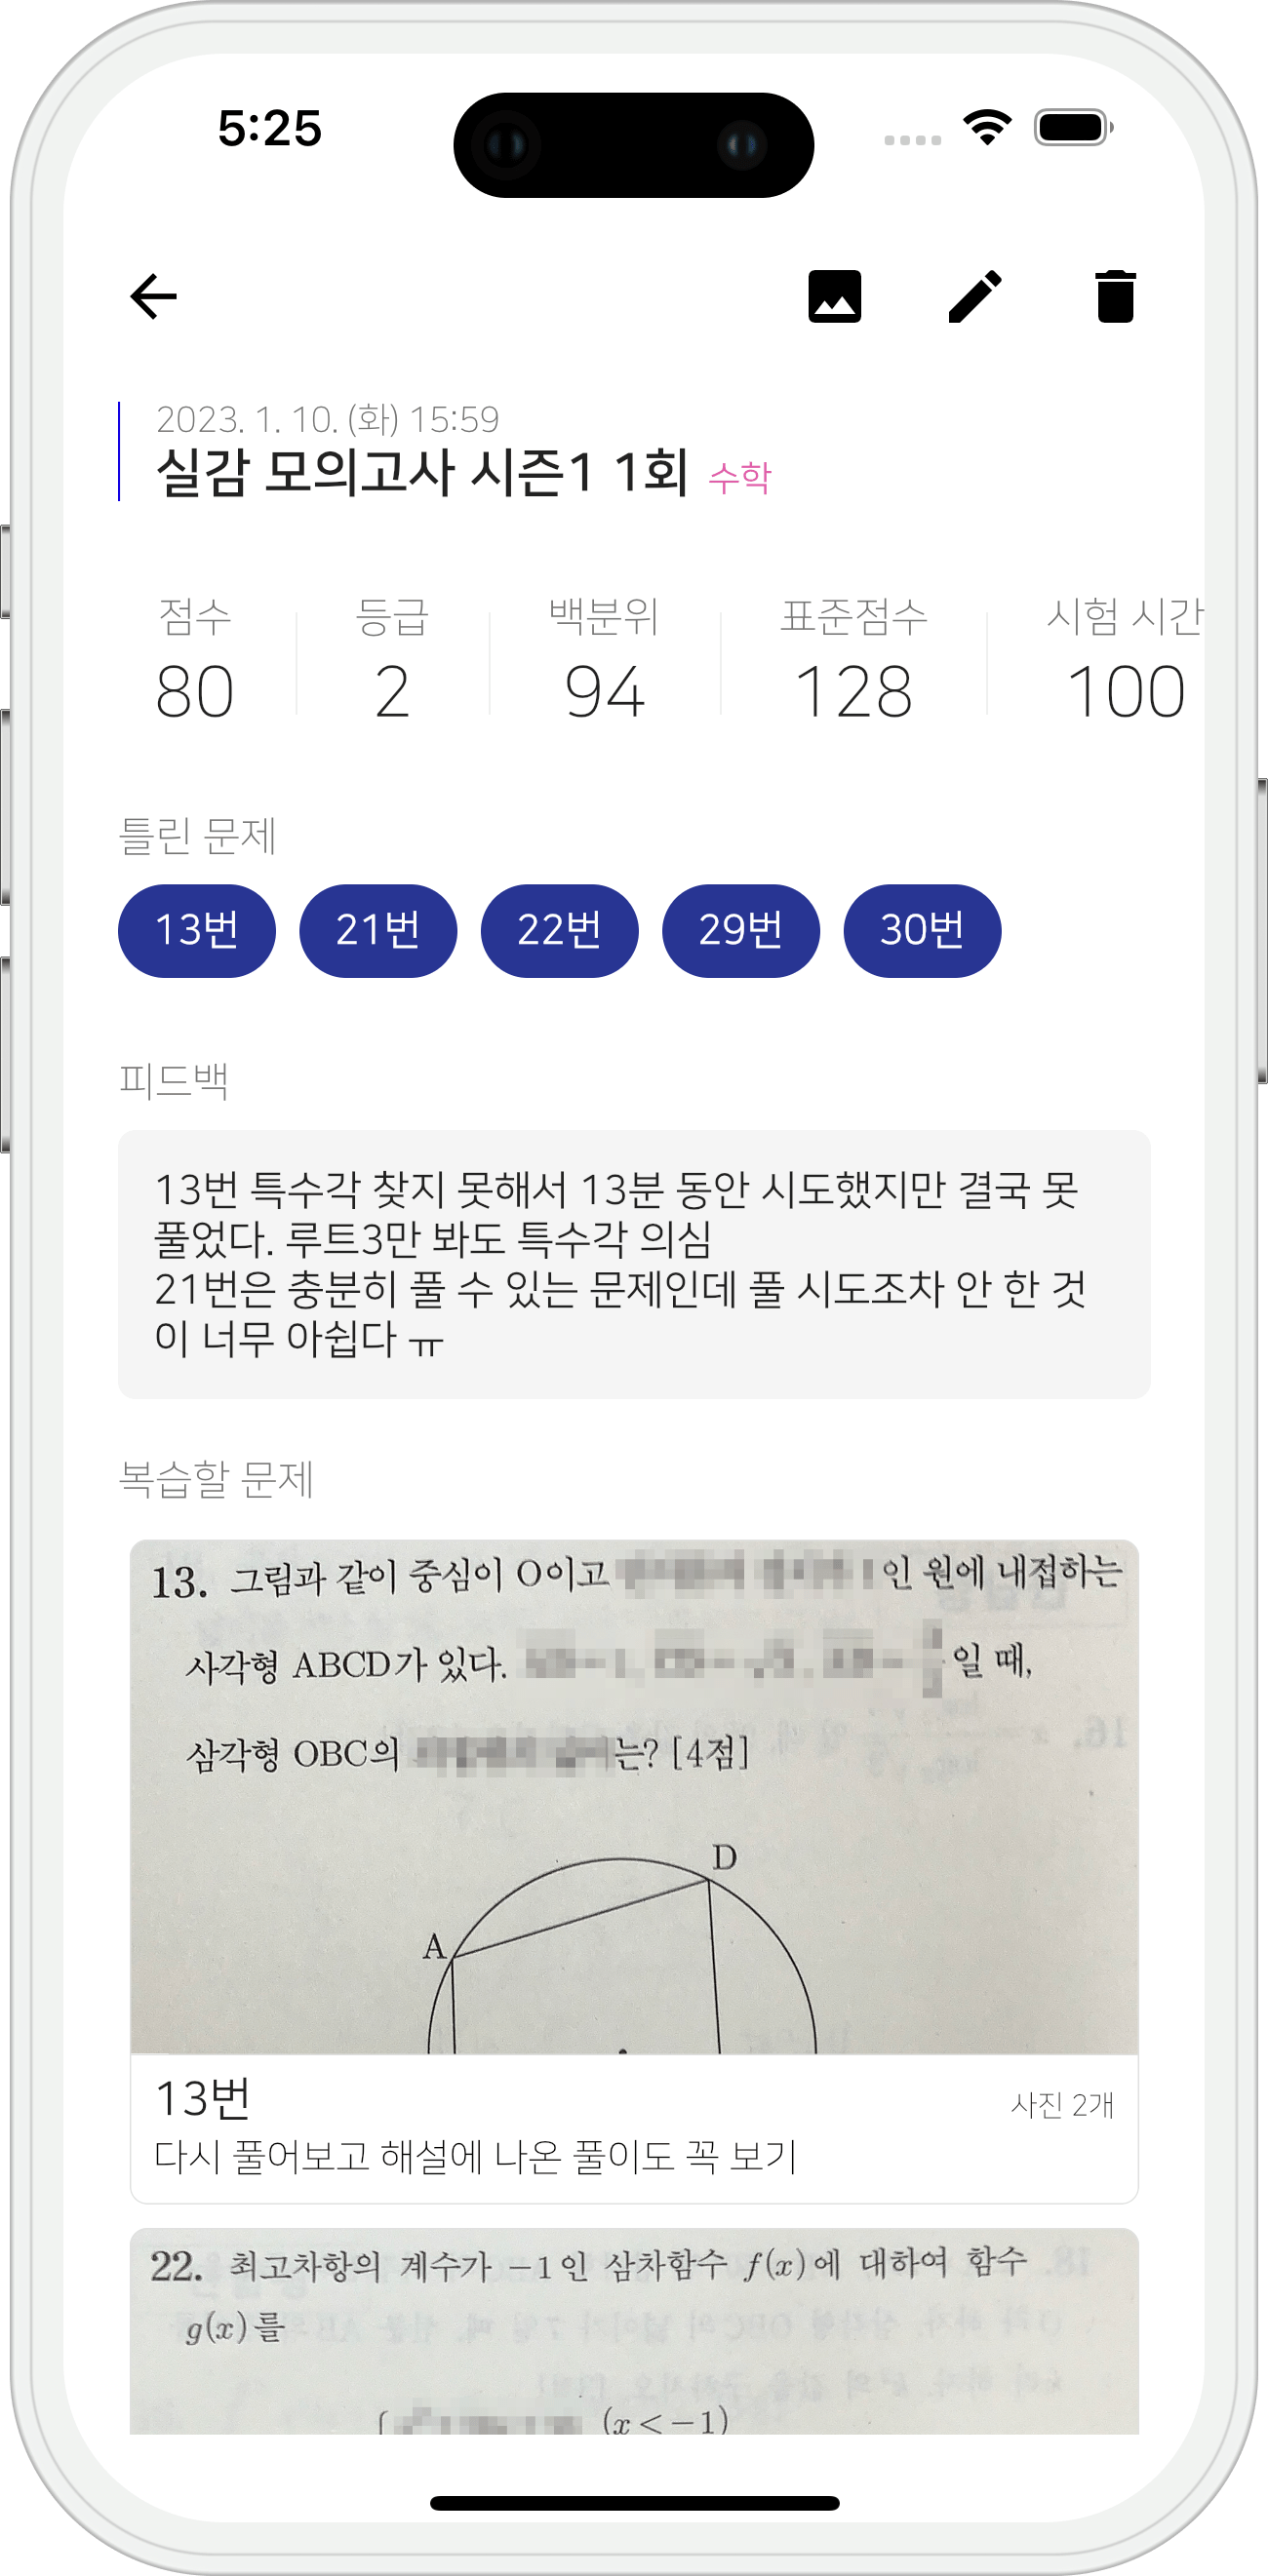 5:25
2023. 1. 10. (화) 15:59
실감 모의고사 시즌1 1회 수학
점수 등급 백분위 표준점수 시험 시간
80 2 94 128 100
틀린 문제
13번 21번 22번 29번 30번
피드백
13번 특수각 찾지 못해서 13분 동안 시도했지만 결국 못
풀었다. 루트3만 봐도 특수각 의심
21번은 충분히 풀 수 있는 문제인데 풀 시도조차 안 한 것
이 너무 아쉽다 ㅠ
복습할 문제
13. 그림과 같이 중심이 O이고 인 원에 내접하는
사각형 ABCD가 있다. 일 때,
삼각형 OBC의 는? [4점]
D
A
13번 사진 2개
다시 풀어보고 해설에 나온 풀이도 꼭 보기
22. 최고차항의 계수가 −1인 삼차함수 f(x)에 대하여 함수
g(x)를
(x<−1)